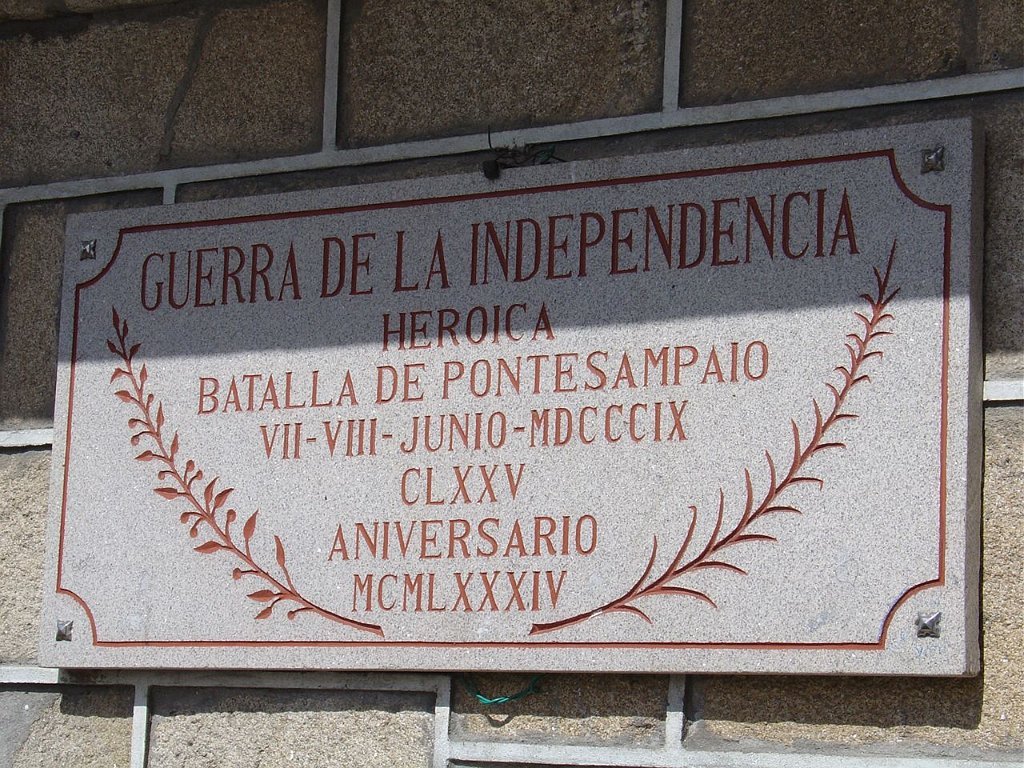 GUERRA DE LA INDEPENDENCIA
HEROICA
BATALLA DE PONTESAMPAIO
VII-VIII-JUNIO-MDCCCIX
CLXXV
ANIVERSARIO
MCMLXXXIV